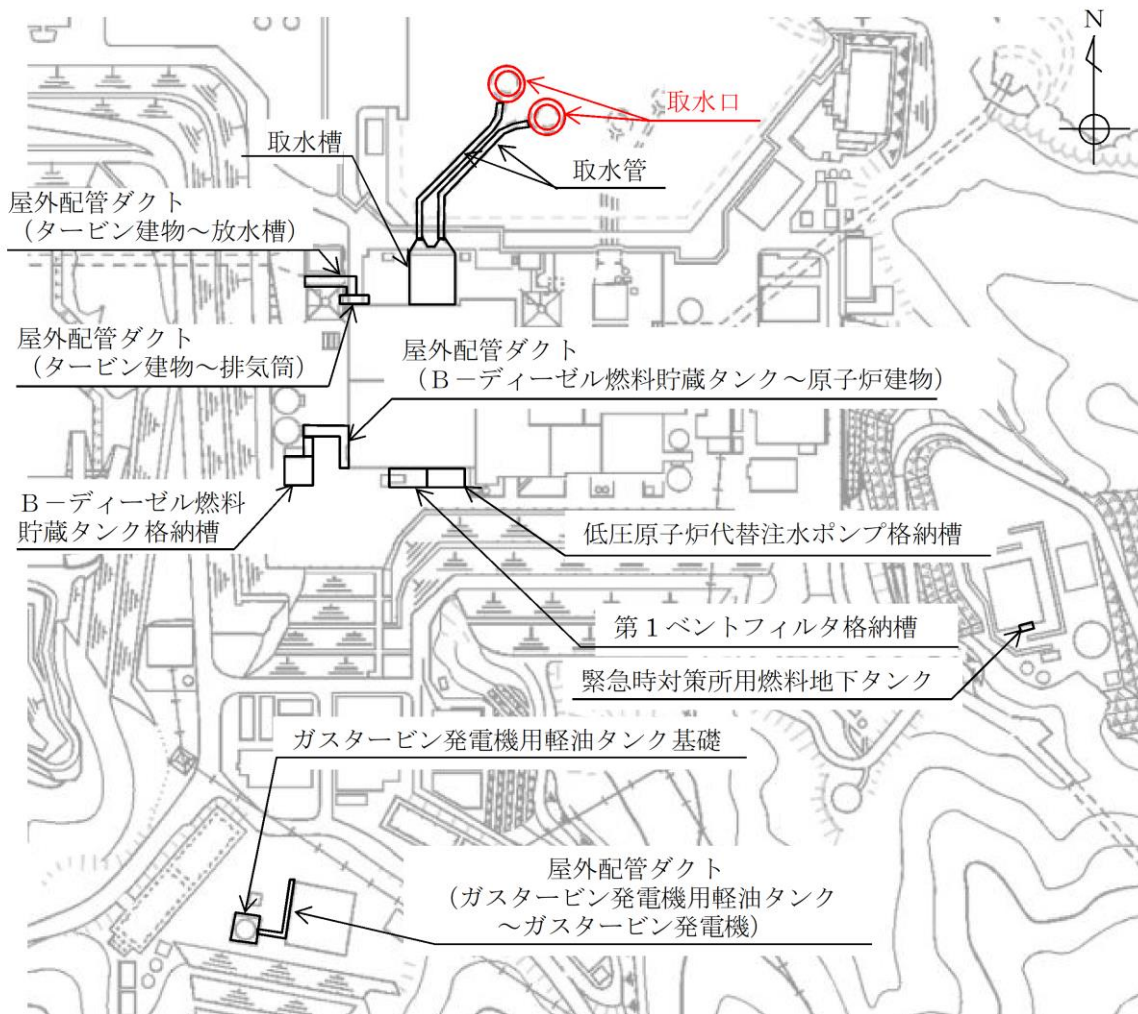 N
取水口
取水槽
取水管
屋外配管ダクト
（タービン建物～放水槽）
屋外配管ダクト
（タービン建物～排気筒）
屋外配管ダクト
（Ｂ－ディーゼル燃料貯蔵タンク～原子炉建物）
Ｂ－ディーゼル燃料
貯蔵タンク格納槽
低圧原子炉代替注水ポンプ格納槽
第１ベントフィルタ格納槽
緊急時対策所用燃料地下タンク
ガスタービン発電機用軽油タンク基礎
屋外配管ダクト
（ガスタービン発電機用軽油タンク
～ガスタービン発電機）